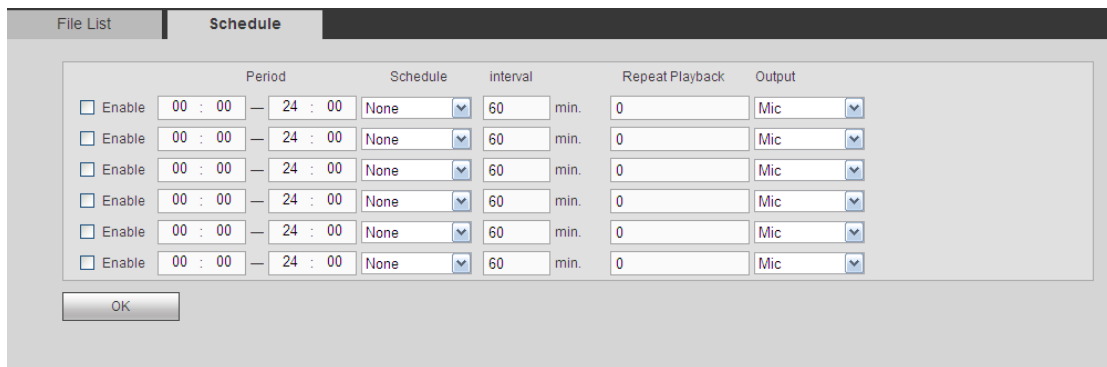 File List Schedule
Period Schedule interval Repeat Playback Output
Enable 00 : 00 — 24 : 00 None 60 min. 0 Mic
Enable 00 : 00 — 24 : 00 None 60 min. 0 Mic
Enable 00 : 00 — 24 : 00 None 60 min. 0 Mic
Enable 00 : 00 — 24 : 00 None 60 min. 0 Mic
Enable 00 : 00 — 24 : 00 None 60 min. 0 Mic
Enable 00 : 00 — 24 : 00 None 60 min. 0 Mic
OK